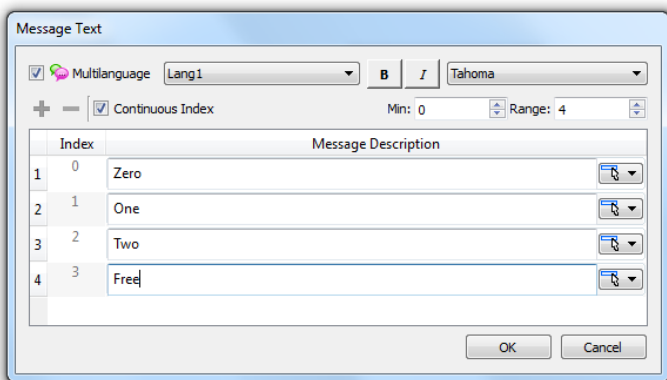 Message Text
Multilanguage Lang1 B I Tahoma
Continuous Index Min: 0 Range: 4
Index Message Description
1 0 Zero
2 1 One
3 2 Two
4 3 Free
OK Cancel